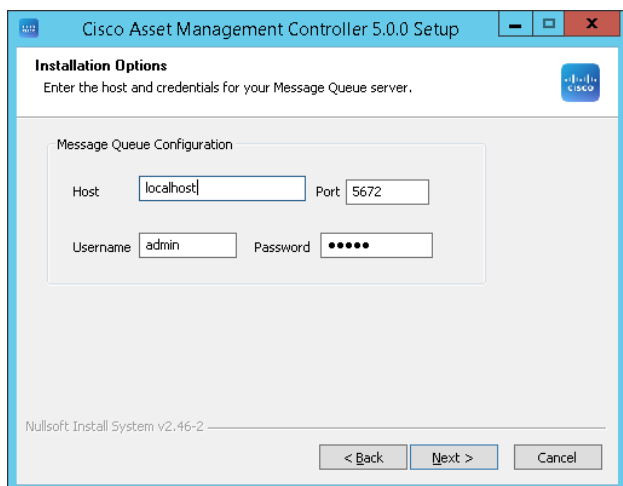 Cisco Asset Management Controller 5.0.0 Setup
Installation Options
Enter the host and credentials for your Message Queue server.
CISCO
Message Queue Configuration
Host localhost Port 5672
Username admin Password •••••
Nullsoft Install System v2.46-2
< Back Next > Cancel